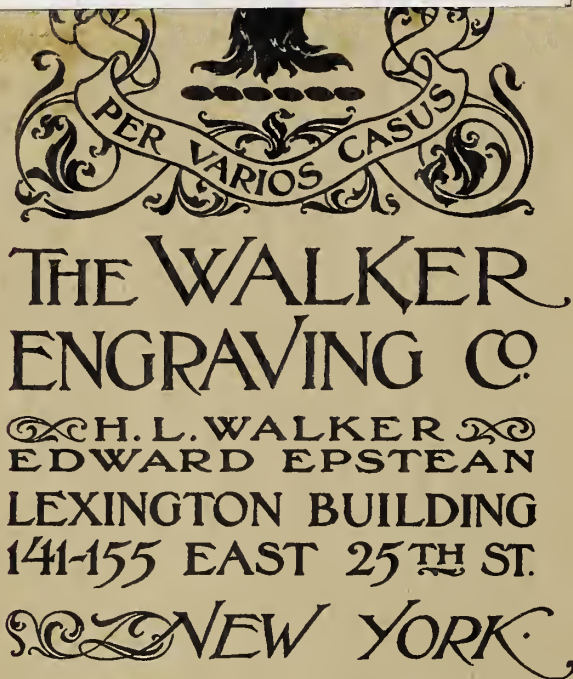 PER VARIOS CASUS
THE WALKER
ENGRAVING CO.
H. L. WALKER
EDWARD EPSTEAN
LEXINGTON BUILDING
141-155 EAST 25TH ST.
NEW YORK.